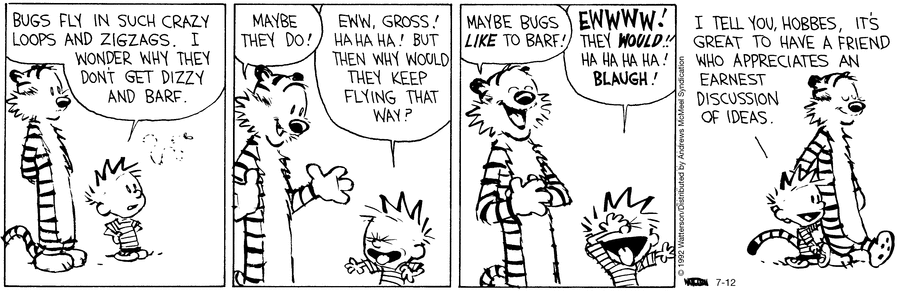 BUGS FLY IN SUCH CRAZY
LOOPS AND ZIGZAGS. I
WONDER WHY THEY
DON'T GET DIZZY
AND BARF.
MAYBE
THEY DO!
EWW, GROSS!
HA HA HA! BUT
THEN WHY WOULD
THEY KEEP
FLYING THAT
WAY?
MAYBE BUGS
LIKE TO BARF!
EWWWW!
THEY WOULD!!
HA HA HA HA!
BLAUGH!
© 1992 Watterson/Distributed by Andrews McMeel Syndication
I TELL YOU, HOBBES, IT'S
GREAT TO HAVE A FRIEND
WHO APPRECIATES AN
EARNEST
DISCUSSION
OF IDEAS.
7-12